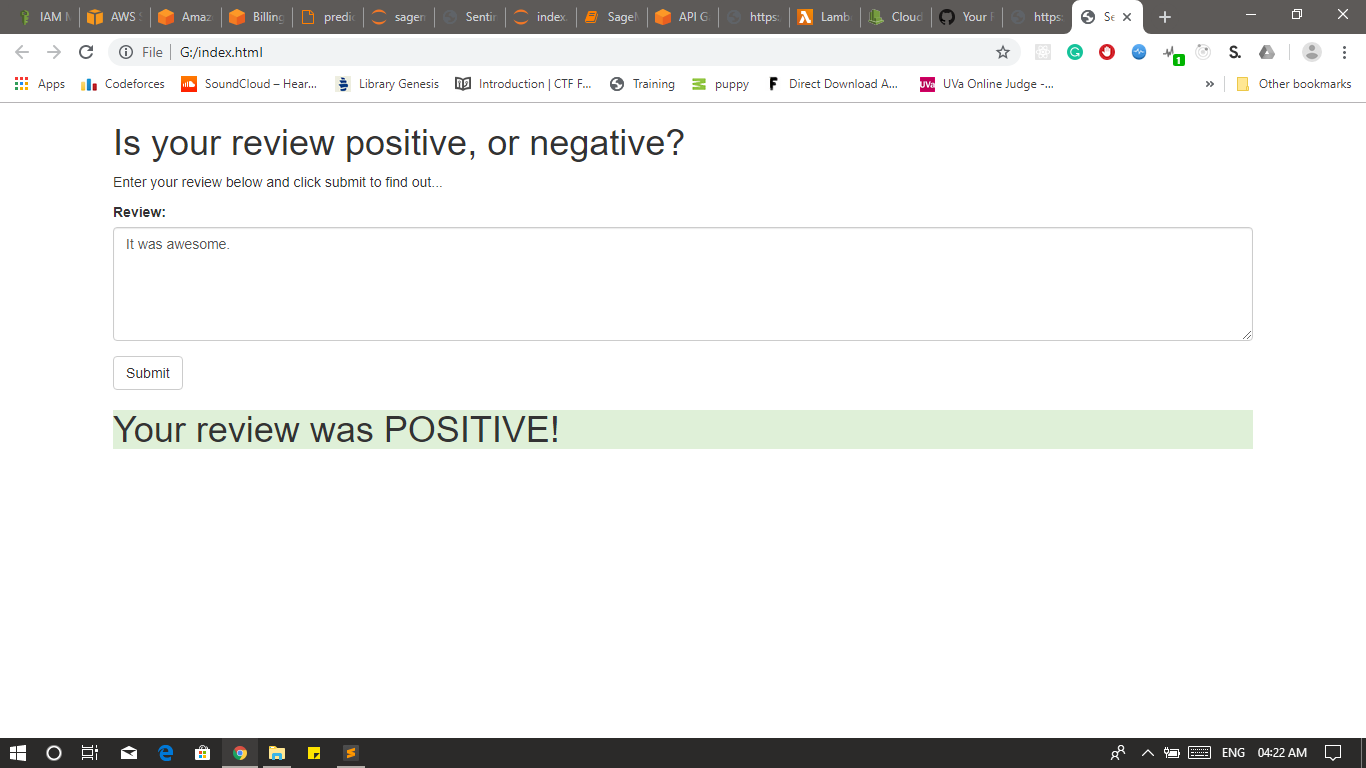 IAM M AWS S Amaz Billing predic sagem Sentir index. SageM API G https: Lamb Cloud Your F https: Se
File G:/index.html
Apps Codeforces SoundCloud – Hear... Library Genesis Introduction | CTF F... Training puppy Direct Download A... UVa Online Judge -... » Other bookmarks
Is your review positive, or negative?
Enter your review below and click submit to find out...
Review:
It was awesome.
Submit
Your review was POSITIVE!
ENG 04:22 AM